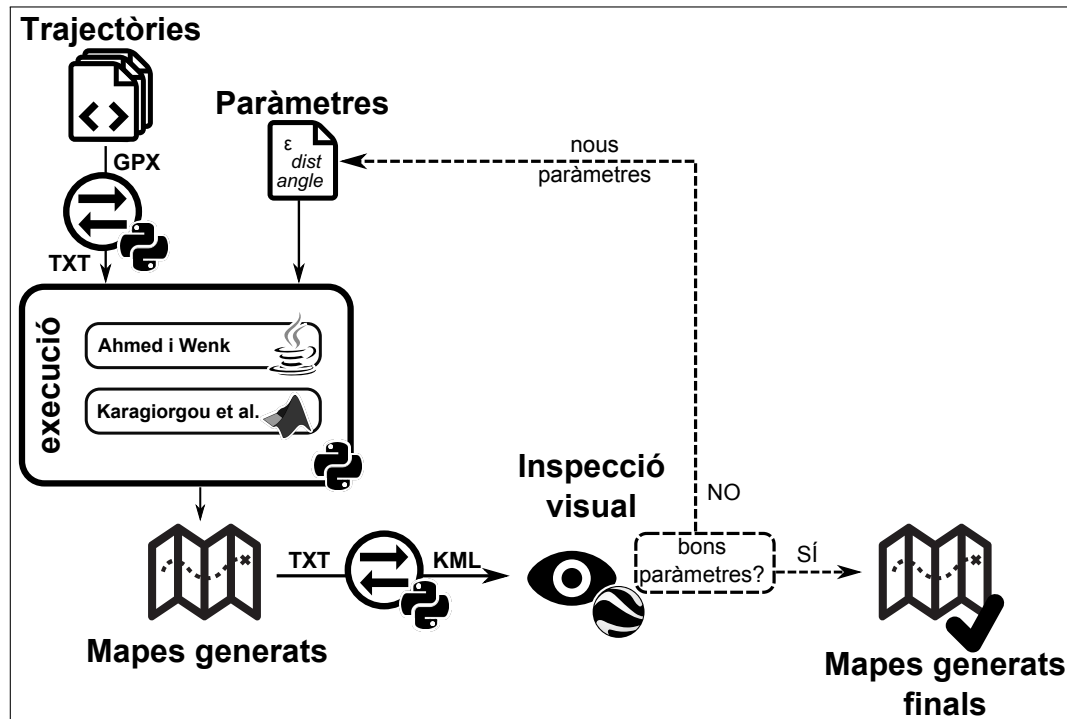 Trajectòries
GPX
TXT
Paràmetres
ε
dist
angle
nous
paràmetres
execució
Ahmed i Wenk
Karagiorgou et al.
Mapes generats
TXT
KML
Inspecció
visual
bons
paràmetres?
NO
SÍ
Mapes generats
finals